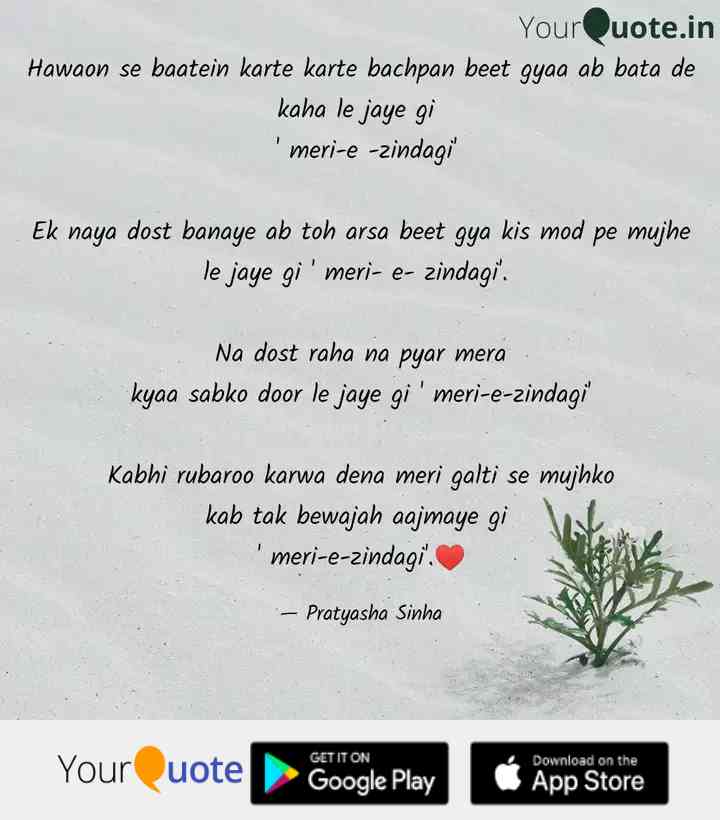 YourQuote.in
Hawaon se baatein karte karte bachpan beet gyaa ab bata de
kaha le jaye gi
' meri-e -zindagi'
Ek naya dost banaye ab toh arsa beet gya kis mod pe mujhe
le jaye gi ' meri- e- zindagi'.
Na dost raha na pyar mera
kyaa sabko door le jaye gi ' meri-e-zindagi'
Kabhi rubaroo karwa dena meri galti se mujhko
kab tak bewajah aajmaye gi
' meri-e-zindagi'.❤️
— Pratyasha Sinha
YourQuote
GET IT ON
Google Play
Download on the
App Store